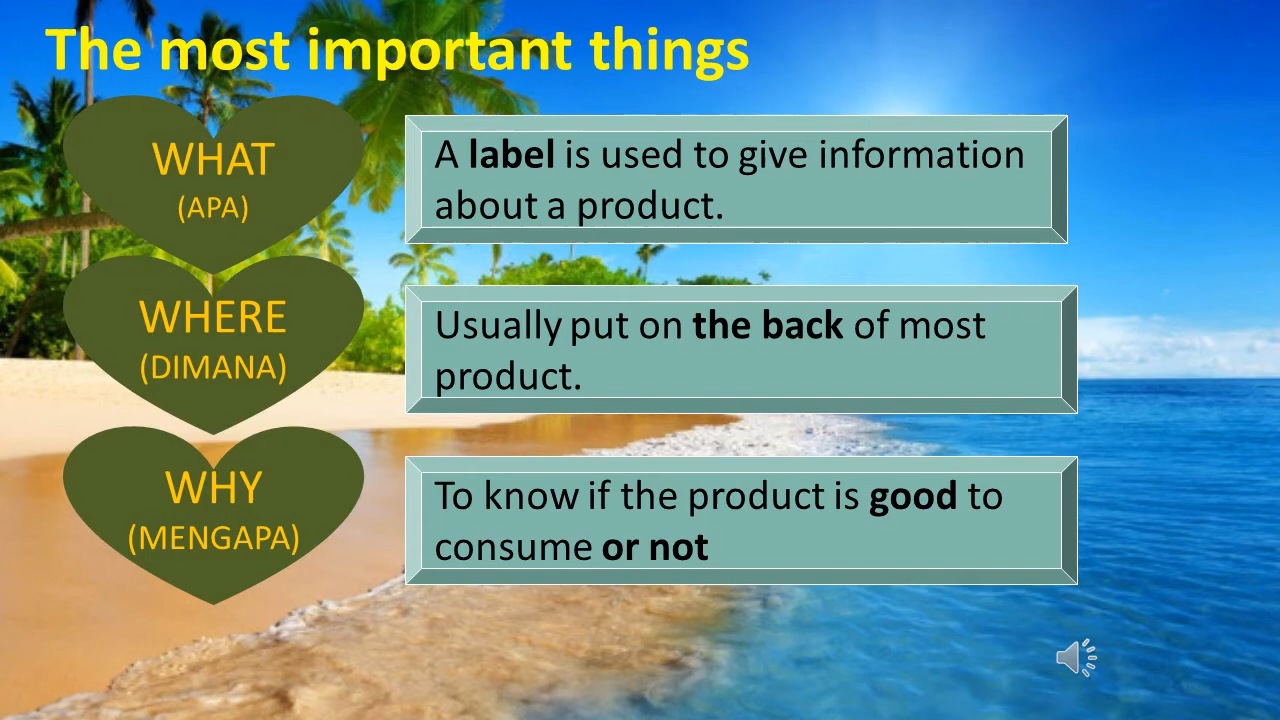 The most important things
WHAT
(APA)
A label is used to give information
about a product.
WHERE
(DIMANA)
Usually put on the back of most
product.
WHY
(MENGAPA)
To know if the product is good to
consume or not